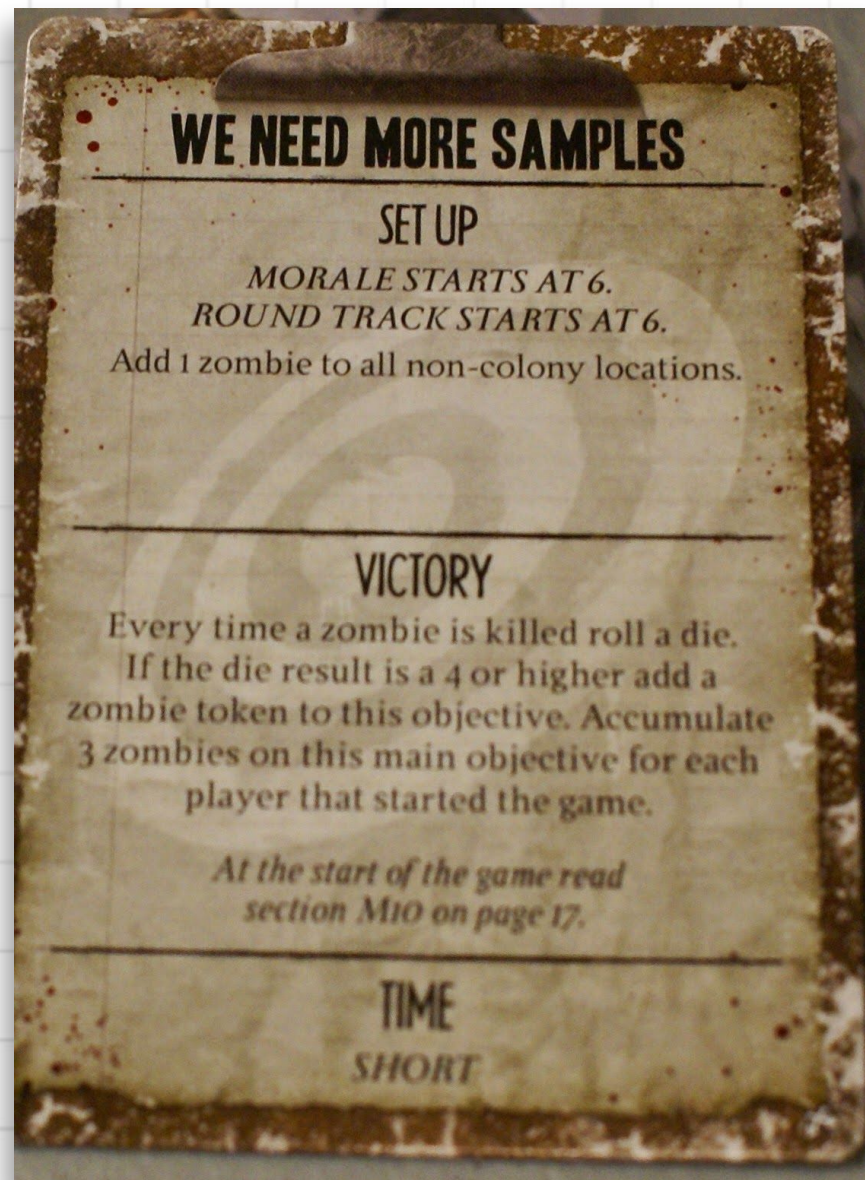 WE NEED MORE SAMPLES
SET UP
MORALE STARTS AT 6.
ROUND TRACK STARTS AT 6.
Add 1 zombie to all non-colony locations.
VICTORY
Every time a zombie is killed roll a die.
If the die result is a 4 or higher add a
zombie token to this objective. Accumulate
3 zombies on this main objective for each
player that started the game.
At the start of the game read
section M10 on page 17.
TIME
SHORT